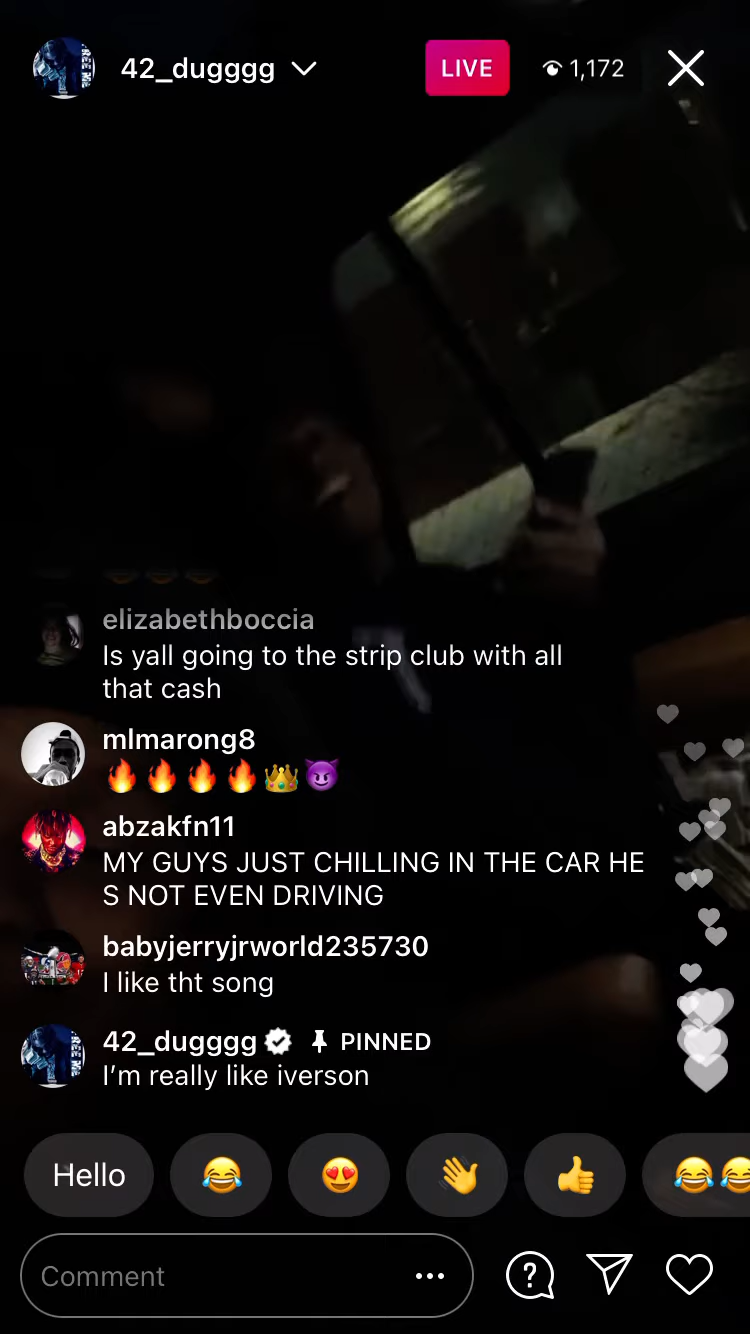 42_dugggg
LIVE
1,172
elizabethboccia
Is yall going to the strip club with all
that cash
mlmarong8
🔥🔥🔥🔥👑😈
abzakfn11
MY GUYS JUST CHILLING IN THE CAR HE
S NOT EVEN DRIVING
babyjerryjrworld235730
I like tht song
42_dugggg PINNED
I’m really like iverson
Hello 😂 😍 👋 👍 😂😂
Comment